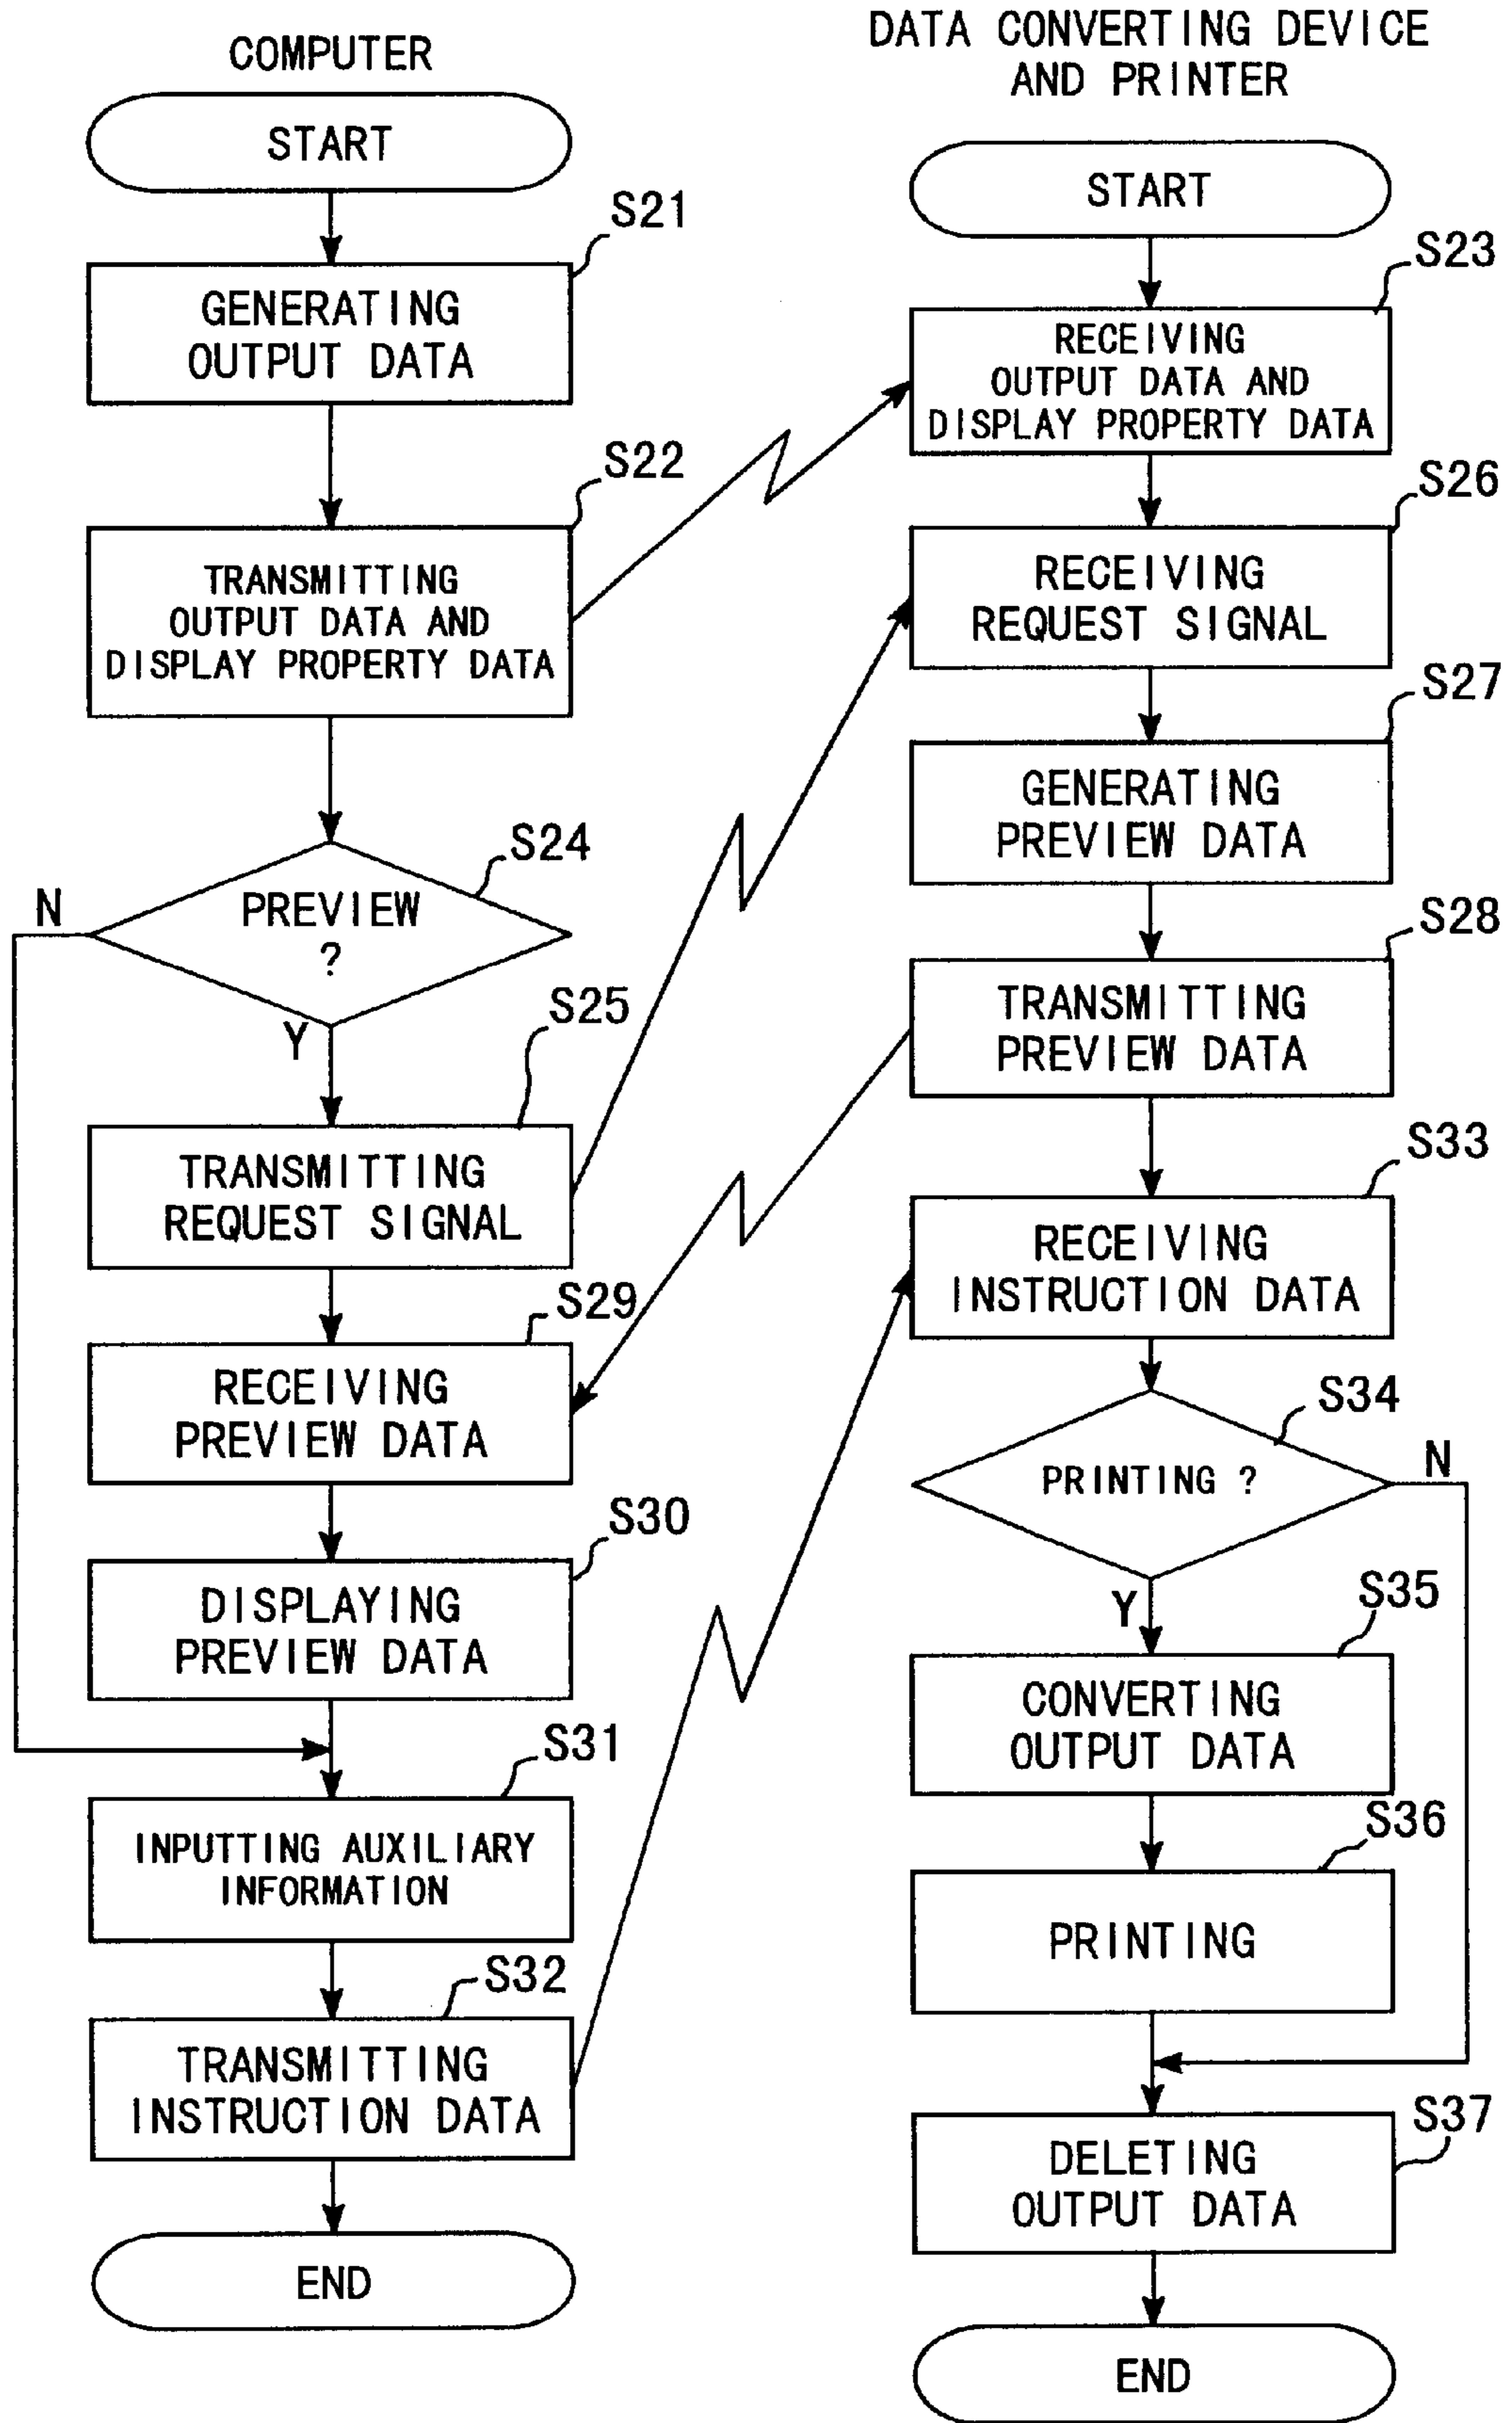 COMPUTER
START
S21
GENERATING
OUTPUT DATA
S22
TRANSMITTING
OUTPUT DATA AND
DISPLAY PROPERTY DATA
S24
N
PREVIEW
?
Y
S25
TRANSMITTING
REQUEST SIGNAL
S29
RECEIVING
PREVIEW DATA
S30
DISPLAYING
PREVIEW DATA
S31
INPUTTING AUXILIARY
INFORMATION
S32
TRANSMITTING
INSTRUCTION DATA
END
DATA CONVERTING DEVICE
AND PRINTER
START
S23
RECEIVING
OUTPUT DATA AND
DISPLAY PROPERTY DATA
S26
RECEIVING
REQUEST SIGNAL
S27
GENERATING
PREVIEW DATA
S28
TRANSMITTING
PREVIEW DATA
S33
RECEIVING
INSTRUCTION DATA
S34
PRINTING ?
N
Y
S35
CONVERTING
OUTPUT DATA
S36
PRINTING
S37
DELETING
OUTPUT DATA
END